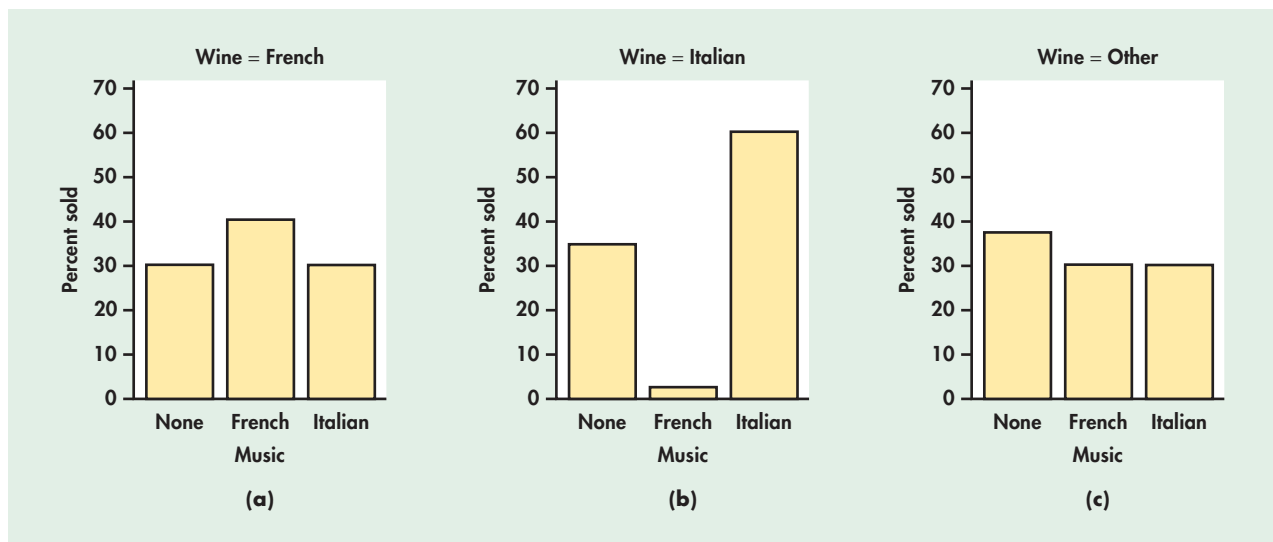 Wine = French
70
60
50
40
30
20
10
0
Percent sold
None French Italian
Music
(a)
Wine = Italian
70
60
50
40
30
20
10
0
Percent sold
None French Italian
Music
(b)
Wine = Other
70
60
50
40
30
20
10
0
Percent sold
None French Italian
Music
(c)